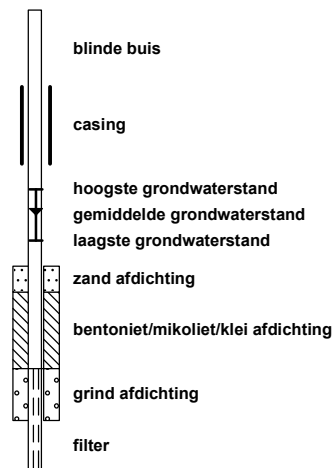 blinde buis
casing
hoogste grondwaterstand
gemiddelde grondwaterstand
laagste grondwaterstand
zand afdichting
bentoniet/mikoliet/klei afdichting
grind afdichting
filter